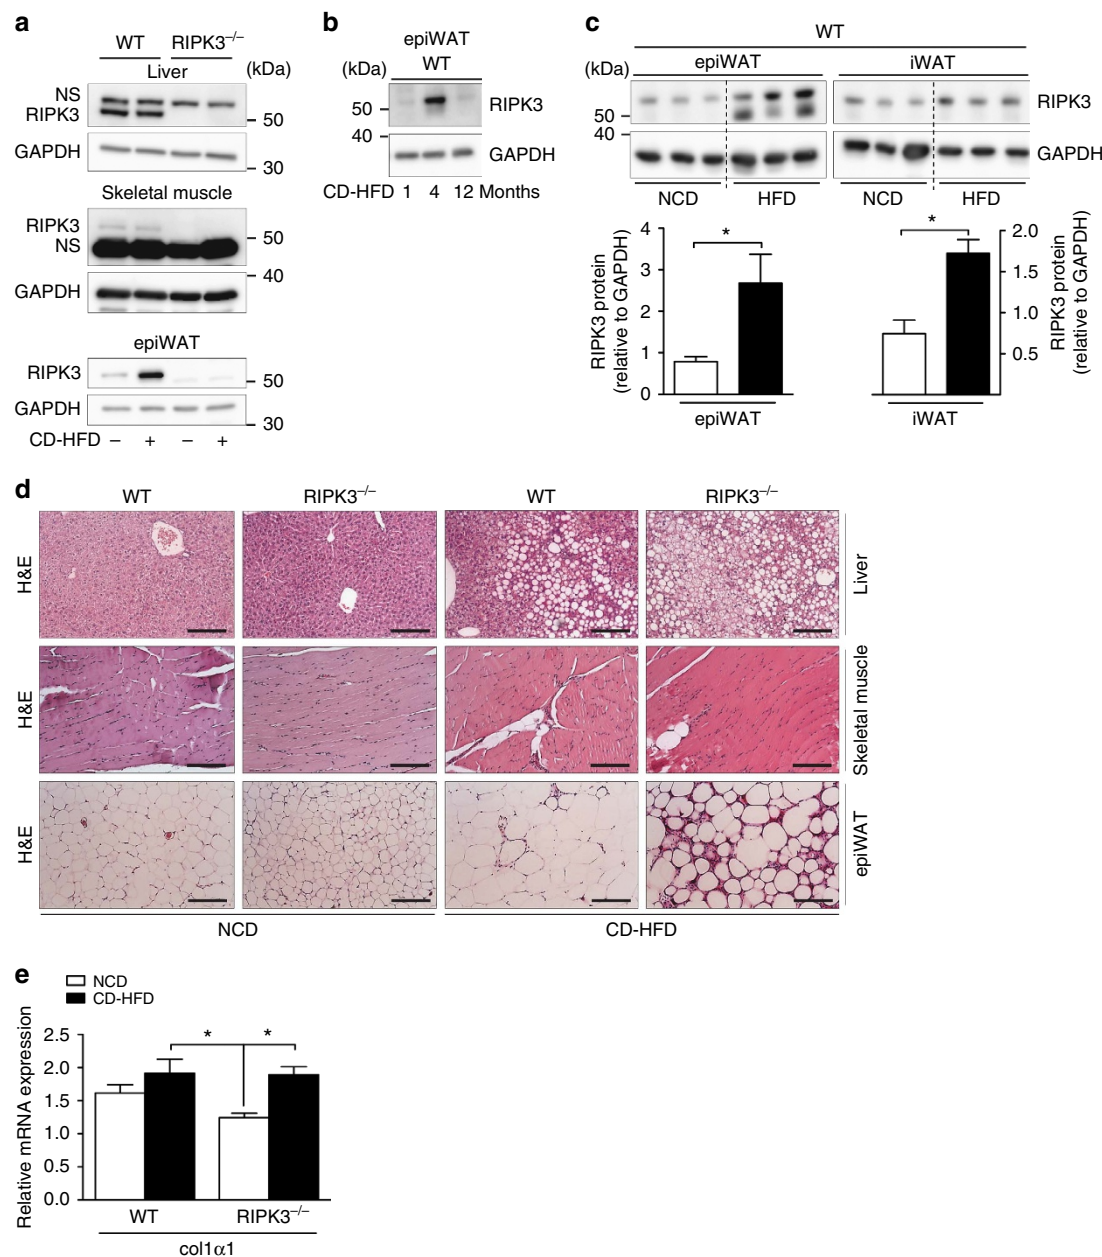 a
WT RIPK3⁻/⁻
Liver (kDa)
NS
RIPK3
50
GAPDH
30
Skeletal muscle
RIPK3
NS
50
40
GAPDH
epiWAT
RIPK3
50
GAPDH
30
CD-HFD – + – +
b
epiWAT
WT
(kDa)
50
RIPK3
40
GAPDH
CD-HFD 1 4 12 Months
c
WT
epiWAT iWAT
(kDa)
RIPK3
50
40
GAPDH
NCD HFD NCD HFD
RIPK3 protein
(relative to GAPDH)
4
3
2
1
0
*
epiWAT
*
iWAT
2.0
1.5
1.0
0.5
RIPK3 protein
(relative to GAPDH)
d
WT RIPK3⁻/⁻ WT RIPK3⁻/⁻
H&E
Liver
H&E
Skeletal muscle
H&E
epiWAT
NCD CD-HFD
e
NCD
CD-HFD
Relative mRNA expression
2.5
2.0
1.5
1.0
0.5
0.0
* *
WT RIPK3⁻/⁻
col1α1